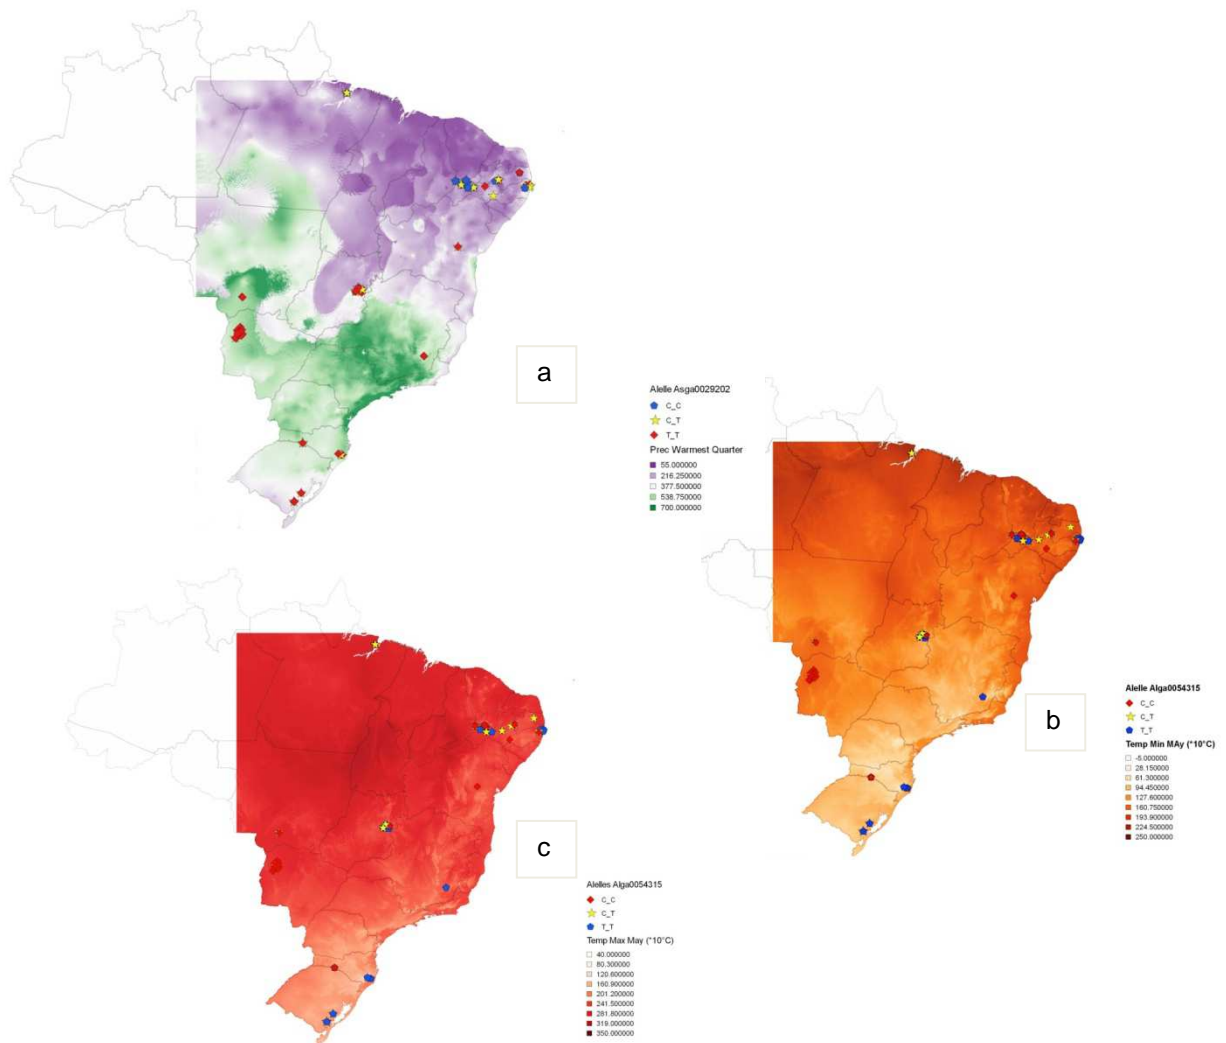 a
Alelle Asga0029202
C_C
C_T
T_T
Prec Warmest Quarter
55.000000
216.250000
377.500000
538.750000
700.000000
b
Alelle Alga0054315
C_C
C_T
T_T
Temp Min MAy (*10°C)
-5.000000
28.150000
61.300000
94.450000
127.600000
160.750000
193.900000
224.500000
250.000000
c
Alelles Alga0054315
C_C
C_T
T_T
Temp Max May (*10°C)
40.000000
80.300000
120.600000
160.900000
201.200000
241.500000
281.800000
319.000000
350.000000